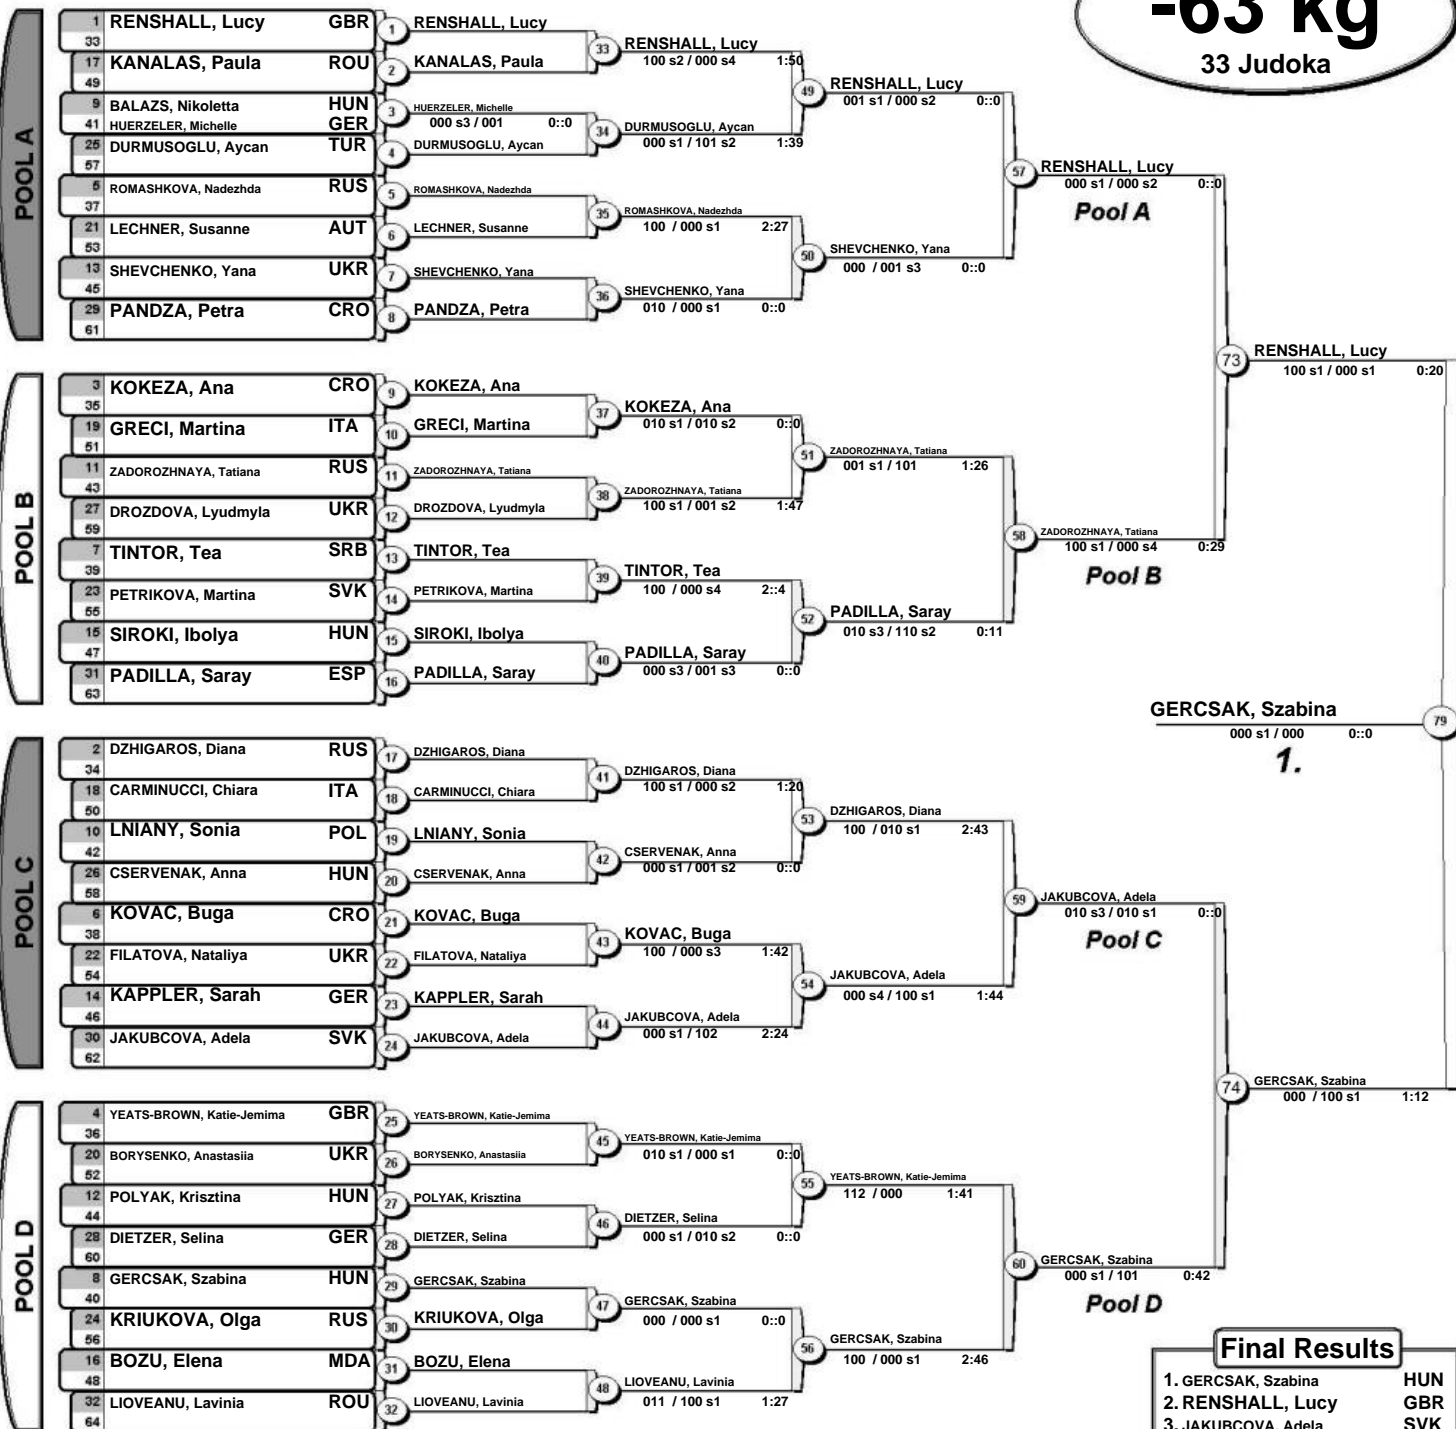 -63 kg
33 Judoka
POOL A
1 RENSHALL, Lucy GBR
33
17 KANALAS, Paula ROU
49
9 BALAZS, Nikoletta HUN
41 HUERZELER, Michelle GER
25 DURMUSOGLU, Aycan TUR
57
5 ROMASHKOVA, Nadezhda RUS
37
21 LECHNER, Susanne AUT
53
13 SHEVCHENKO, Yana UKR
45
29 PANDZA, Petra CRO
61
1 RENSHALL, Lucy
2 KANALAS, Paula
3 HUERZELER, Michelle
000 s3 / 001 0::0
4 DURMUSOGLU, Aycan
5 ROMASHKOVA, Nadezhda
6 LECHNER, Susanne
7 SHEVCHENKO, Yana
8 PANDZA, Petra
33 RENSHALL, Lucy
100 s2 / 000 s4 1:50
34 DURMUSOGLU, Aycan
000 s1 / 101 s2 1:39
35 ROMASHKOVA, Nadezhda
100 / 000 s1 2:27
36 SHEVCHENKO, Yana
010 / 000 s1 0::0
49 RENSHALL, Lucy
001 s1 / 000 s2 0::0
50 SHEVCHENKO, Yana
000 / 001 s3 0::0
57 RENSHALL, Lucy
000 s1 / 000 s2 0::0
Pool A
POOL B
3 KOKEZA, Ana CRO
35
19 GRECI, Martina ITA
51
11 ZADOROZHNAYA, Tatiana RUS
43
27 DROZDOVA, Lyudmyla UKR
59
7 TINTOR, Tea SRB
39
23 PETRIKOVA, Martina SVK
55
15 SIROKI, Ibolya HUN
47
31 PADILLA, Saray ESP
63
9 KOKEZA, Ana
10 GRECI, Martina
11 ZADOROZHNAYA, Tatiana
12 DROZDOVA, Lyudmyla
13 TINTOR, Tea
14 PETRIKOVA, Martina
15 SIROKI, Ibolya
16 PADILLA, Saray
37 KOKEZA, Ana
010 s1 / 010 s2 0::0
38 ZADOROZHNAYA, Tatiana
100 s1 / 001 s2 1:47
39 TINTOR, Tea
100 / 000 s4 2::4
40 PADILLA, Saray
000 s3 / 001 s3 0::0
51 ZADOROZHNAYA, Tatiana
001 s1 / 101 1:26
52 PADILLA, Saray
010 s3 / 110 s2 0:11
58 ZADOROZHNAYA, Tatiana
100 s1 / 000 s4 0:29
Pool B
73 RENSHALL, Lucy
100 s1 / 000 s1 0:20
GERCSAK, Szabina 79
000 s1 / 000 0::0
1.
POOL C
2 DZHIGAROS, Diana RUS
34
18 CARMINUCCI, Chiara ITA
50
10 LNIANY, Sonia POL
42
26 CSERVENAK, Anna HUN
58
6 KOVAC, Buga CRO
38
22 FILATOVA, Nataliya UKR
54
14 KAPPLER, Sarah GER
46
30 JAKUBCOVA, Adela SVK
62
17 DZHIGAROS, Diana
18 CARMINUCCI, Chiara
19 LNIANY, Sonia
20 CSERVENAK, Anna
21 KOVAC, Buga
22 FILATOVA, Nataliya
23 KAPPLER, Sarah
24 JAKUBCOVA, Adela
41 DZHIGAROS, Diana
100 s1 / 000 s2 1:20
42 CSERVENAK, Anna
000 s1 / 001 s2 0::0
43 KOVAC, Buga
100 / 000 s3 1:42
44 JAKUBCOVA, Adela
000 s1 / 102 2:24
53 DZHIGAROS, Diana
100 / 010 s1 2:43
54 JAKUBCOVA, Adela
000 s4 / 100 s1 1:44
59 JAKUBCOVA, Adela
010 s3 / 010 s1 0::0
Pool C
POOL D
4 YEATS-BROWN, Katie-Jemima GBR
36
20 BORYSENKO, Anastasiia UKR
52
12 POLYAK, Krisztina HUN
44
28 DIETZER, Selina GER
60
8 GERCSAK, Szabina HUN
40
24 KRIUKOVA, Olga RUS
56
16 BOZU, Elena MDA
48
32 LIOVEANU, Lavinia ROU
64
25 YEATS-BROWN, Katie-Jemima
26 BORYSENKO, Anastasiia
27 POLYAK, Krisztina
28 DIETZER, Selina
29 GERCSAK, Szabina
30 KRIUKOVA, Olga
31 BOZU, Elena
32 LIOVEANU, Lavinia
45 YEATS-BROWN, Katie-Jemima
010 s1 / 000 s1 0::0
46 DIETZER, Selina
000 s1 / 010 s2 0::0
47 GERCSAK, Szabina
000 / 000 s1 0::0
48 LIOVEANU, Lavinia
011 / 100 s1 1:27
55 YEATS-BROWN, Katie-Jemima
112 / 000 1:41
56 GERCSAK, Szabina
100 / 000 s1 2:46
60 GERCSAK, Szabina
000 s1 / 101 0:42
Pool D
74 GERCSAK, Szabina
000 / 100 s1 1:12
Final Results
1. GERCSAK, Szabina HUN
2. RENSHALL, Lucy GBR
3. JAKUBCOVA, Adela SVK